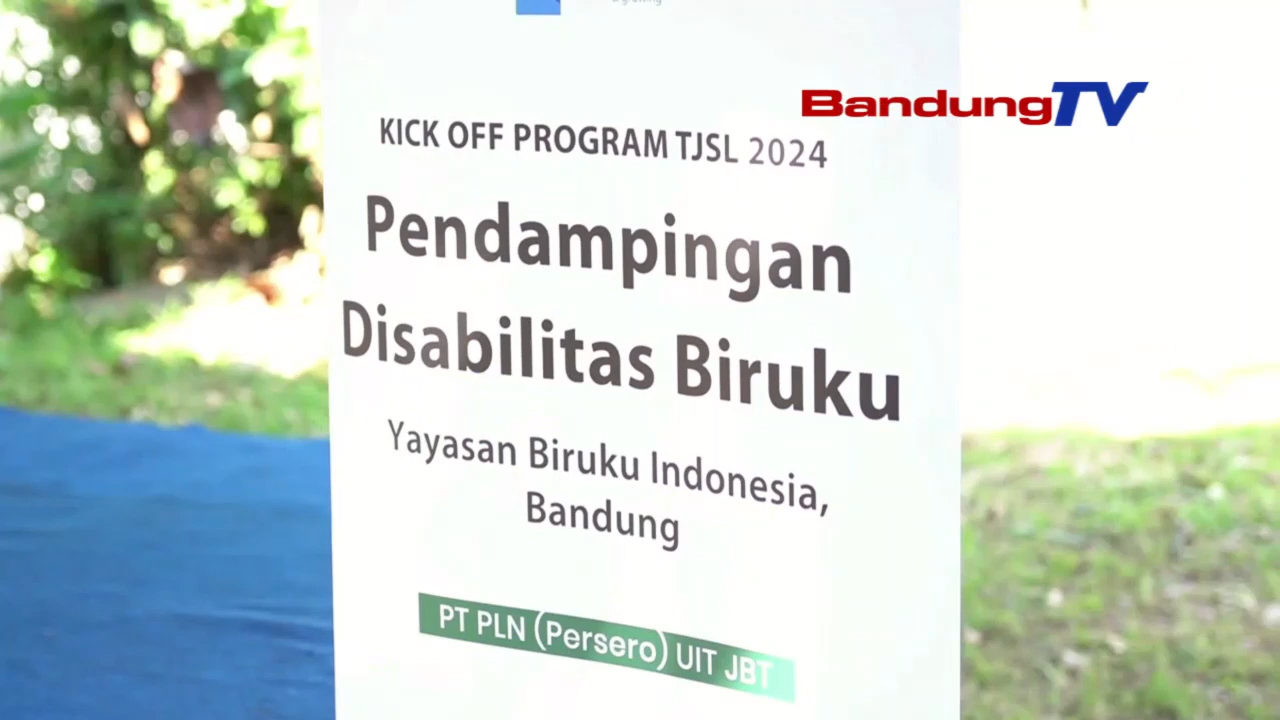 BandungTV
KICK OFF PROGRAM TJSL 2024
Pendampingan
Disabilitas Biruku
Yayasan Biruku Indonesia,
Bandung
PT PLN (Persero) UIT JBT